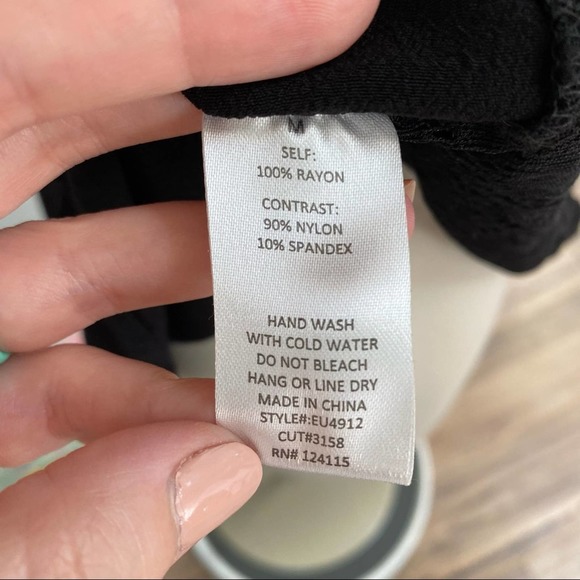 M
SELF:
100% RAYON
CONTRAST:
90% NYLON
10% SPANDEX
HAND WASH
WITH COLD WATER
DO NOT BLEACH
HANG OR LINE DRY
MADE IN CHINA
STYLE#:EU4912
CUT#3158
RN# 124115